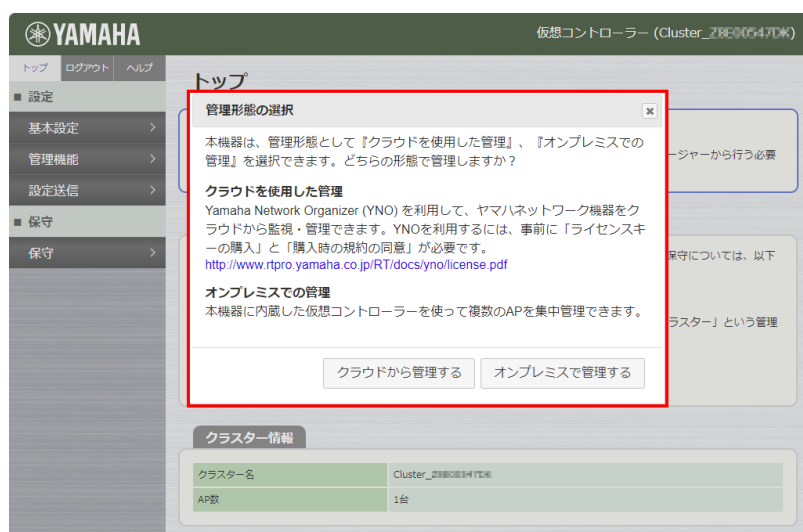 YAMAHA
仮想コントローラー (Cluster_
トップ ログアウト ヘルプ
■ 設定
基本設定
管理機能
設定送信
■ 保守
保守
トップ
管理形態の選択
本機器は、管理形態として『クラウドを使用した管理』、『オンプレミスでの
管理』を選択できます。どちらの形態で管理しますか？
クラウドを使用した管理
Yamaha Network Organizer (YNO) を利用して、ヤマハネットワーク機器をク
ラウドから監視・管理できます。YNOを利用するには、事前に「ライセンスキ
ーの購入」と「購入時の規約の同意」が必要です。
http://www.rtpro.yamaha.co.jp/RT/docs/yno/license.pdf
オンプレミスでの管理
本機器に内蔵した仮想コントローラーを使って複数のAPを集中管理できます。
クラウドから管理する オンプレミスで管理する
ージャーから行う必要
保守については、以下
ラスター」という管理
クラスター情報
クラスター名 Cluster_
AP数 1台